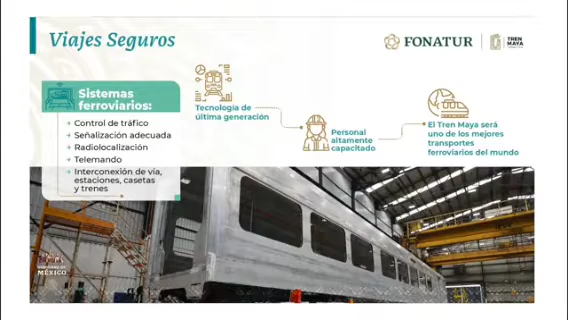 Viajes Seguros
FONATUR
TREN
MAYA
Sistemas
ferroviarios:
+ Control de tráfico
+ Señalización adecuada
+ Radiolocalización
+ Telemando
+ Interconexión de vía,
estaciones, casetas
y trenes
Tecnología de
última generación
Personal
altamente
capacitado
El Tren Maya será
uno de los mejores
transportes
ferroviarios del mundo
MÉXICO